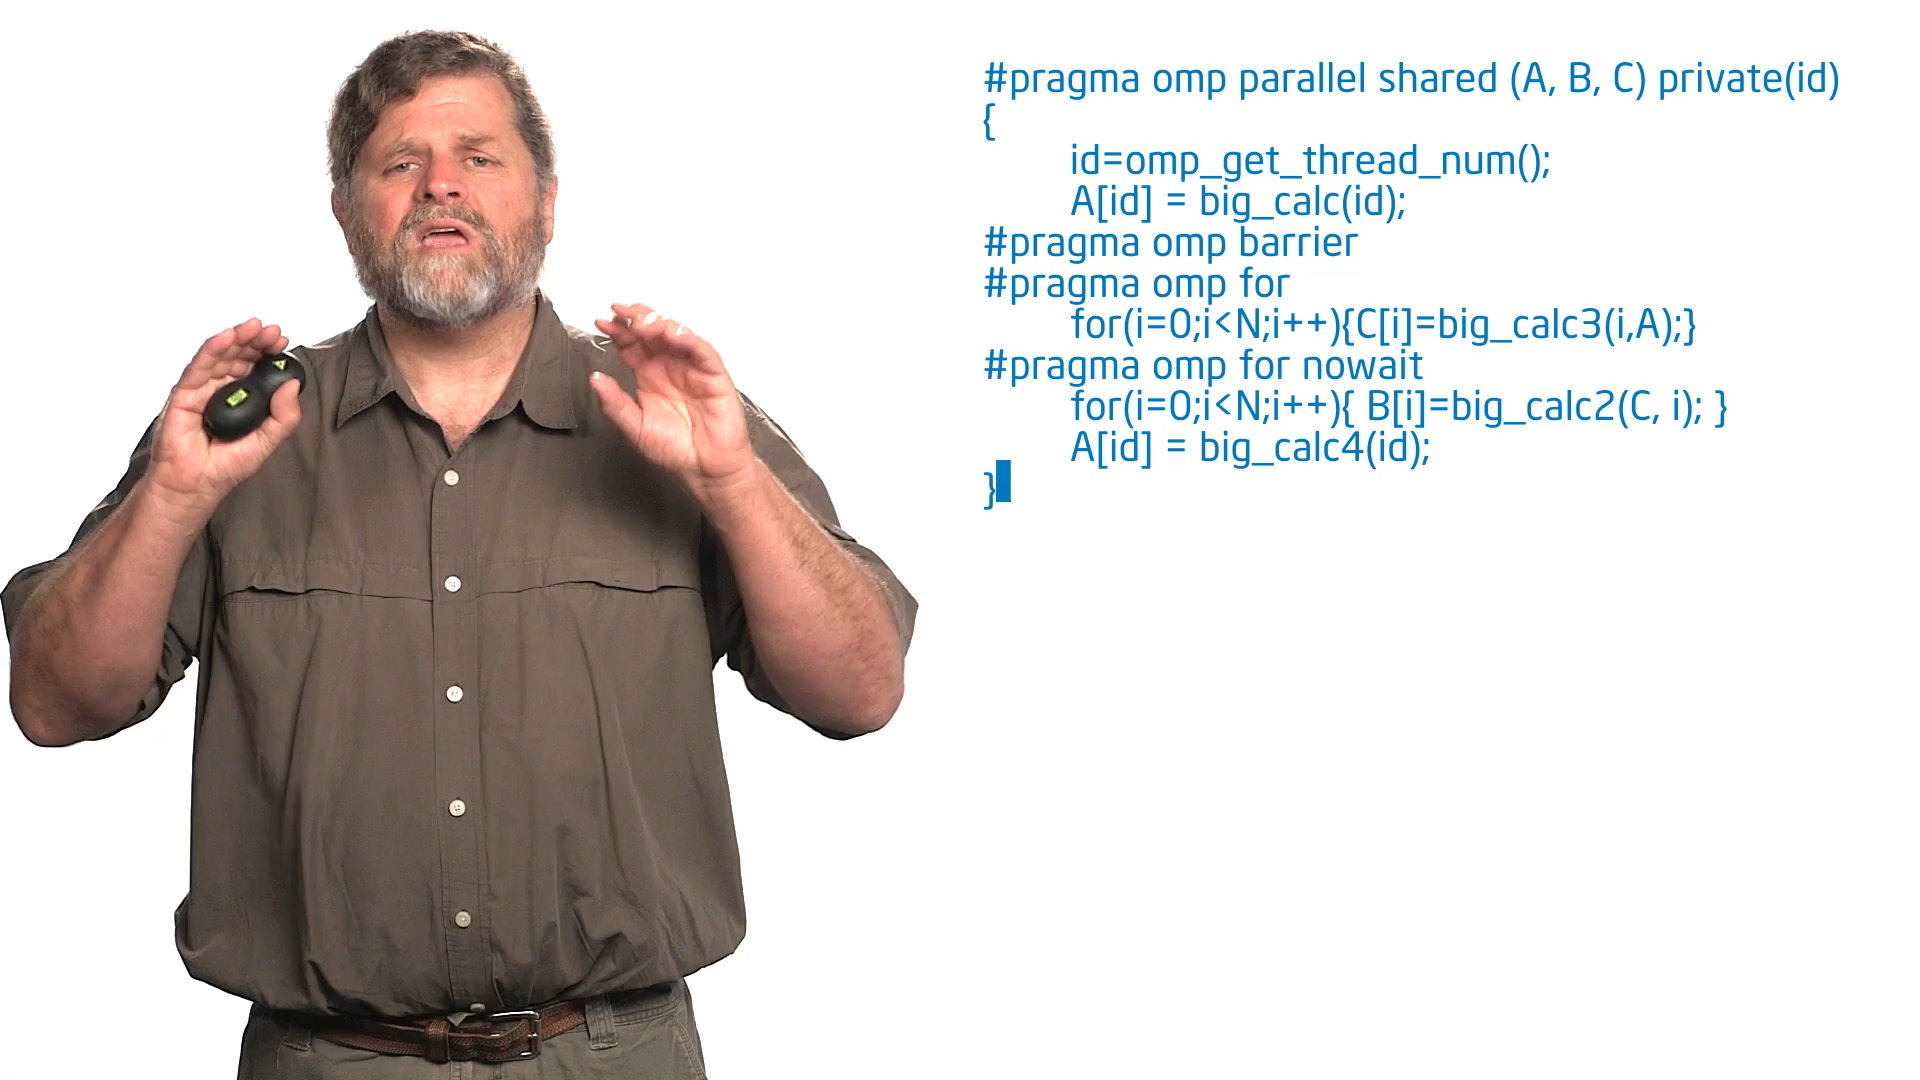 #pragma omp parallel shared (A, B, C) private(id)
{
id=omp_get_thread_num();
A[id] = big_calc(id);
#pragma omp barrier
#pragma omp for
for(i=0;i<N;i++){C[i]=big_calc3(i,A);}
#pragma omp for nowait
for(i=0;i<N;i++){ B[i]=big_calc2(C, i); }
A[id] = big_calc4(id);
}